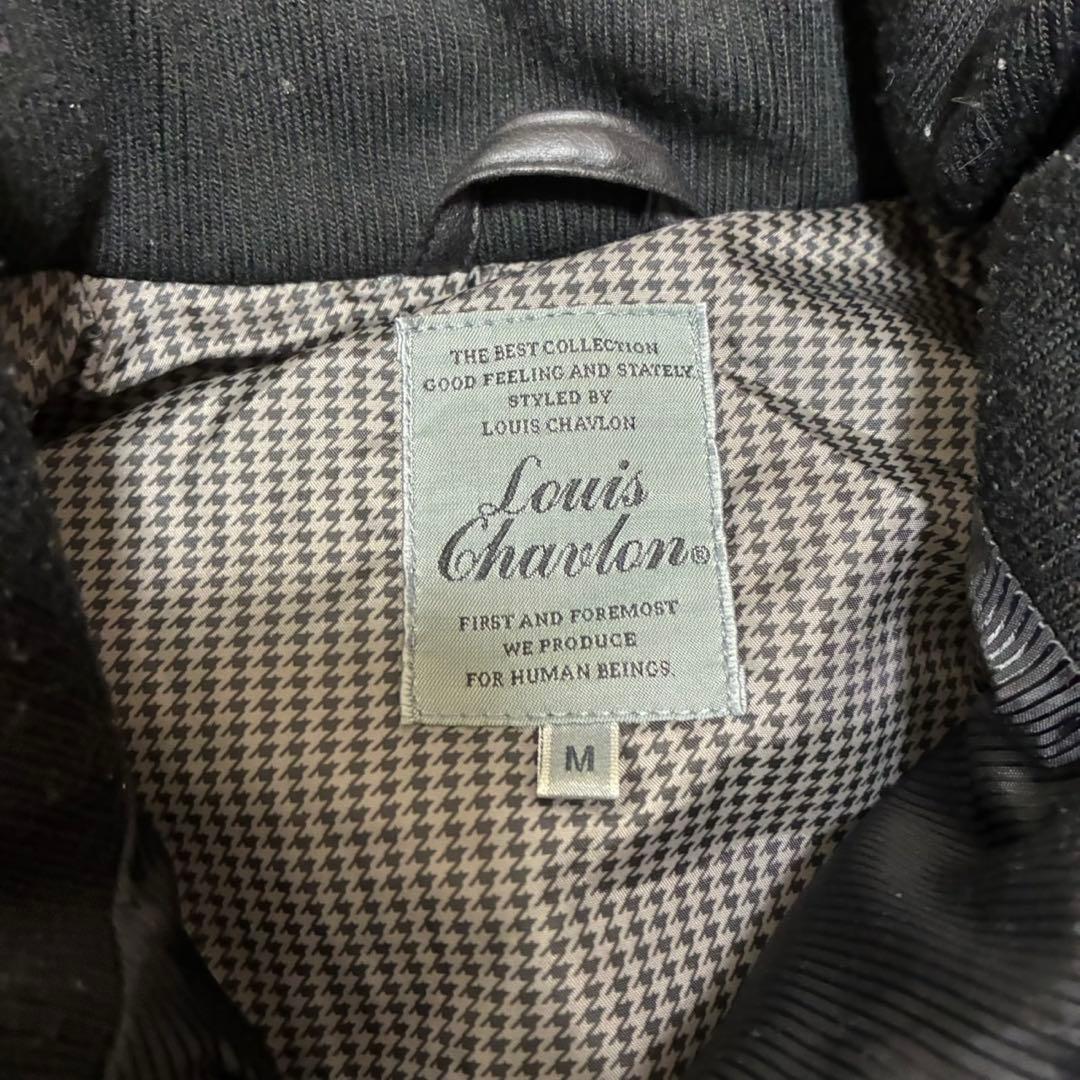 THE BEST COLLECTION
GOOD FEELING AND STATELY.
STYLED BY
LOUIS CHAVLON
Louis
Chavlon®
FIRST AND FOREMOST
WE PRODUCE
FOR HUMAN BEINGS.
M